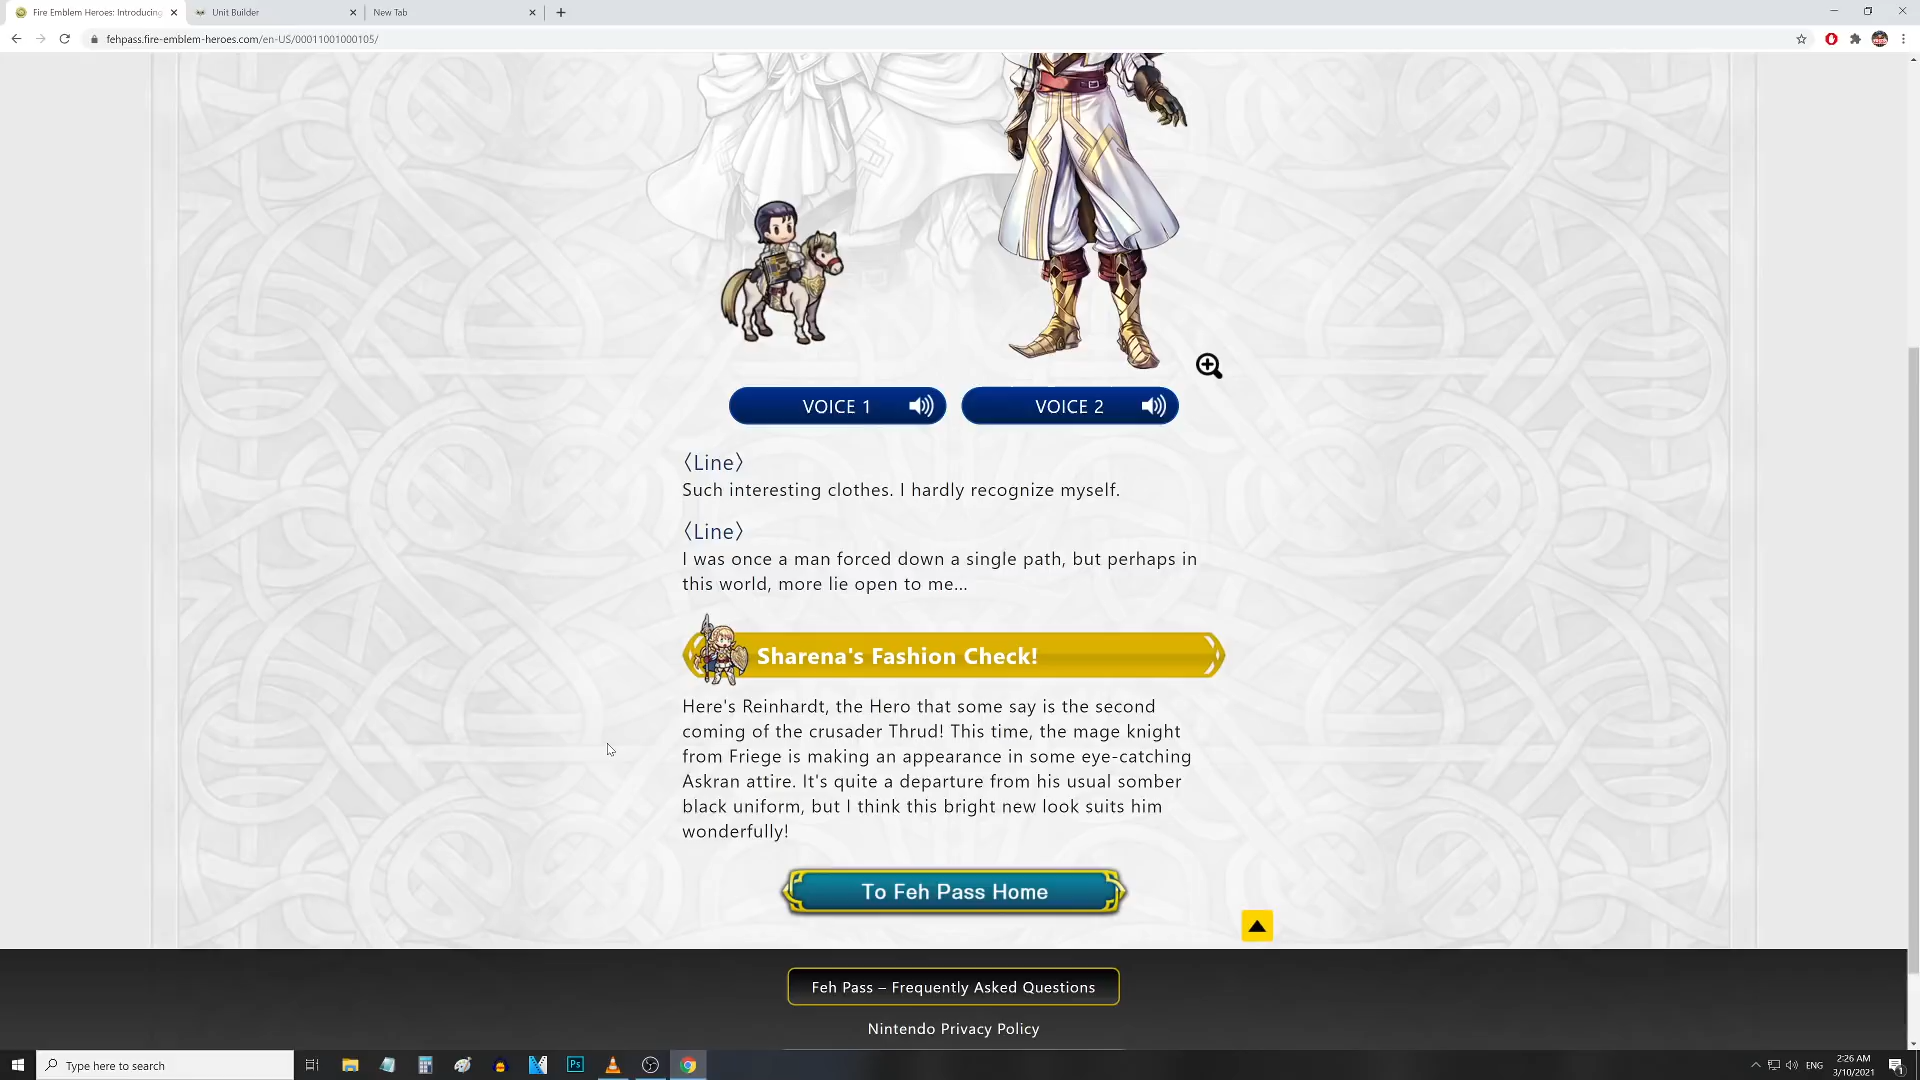 Fire Emblem Heroes: Introducing
Unit Builder
New Tab
fehpass.fire-emblem-heroes.com/en-US/00011001000105/
VOICE 1
VOICE 2
〈Line〉
Such interesting clothes. I hardly recognize myself.
〈Line〉
I was once a man forced down a single path, but perhaps in
this world, more lie open to me...
Sharena's Fashion Check!
Here's Reinhardt, the Hero that some say is the second
coming of the crusader Thrud! This time, the mage knight
from Friege is making an appearance in some eye-catching
Askran attire. It's quite a departure from his usual somber
black uniform, but I think this bright new look suits him
wonderfully!
To Feh Pass Home
Feh Pass – Frequently Asked Questions
Nintendo Privacy Policy
Type here to search
Ps
ENG
2:26 AM
3/10/2021
1